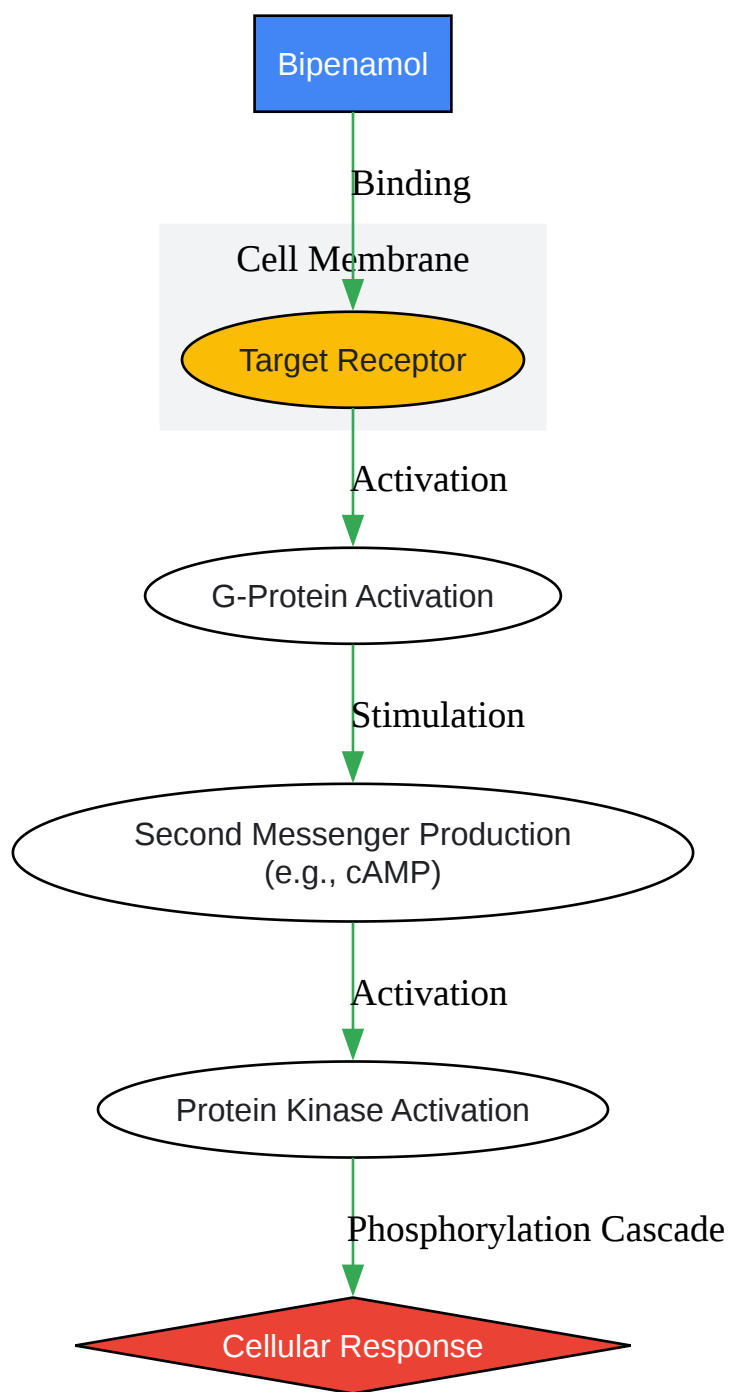 Bipenamol
Binding
Cell Membrane
Target Receptor
Activation
G-Protein Activation
Stimulation
Second Messenger Production
(e.g., cAMP)
Activation
Protein Kinase Activation
Phosphorylation Cascade
Cellular Response